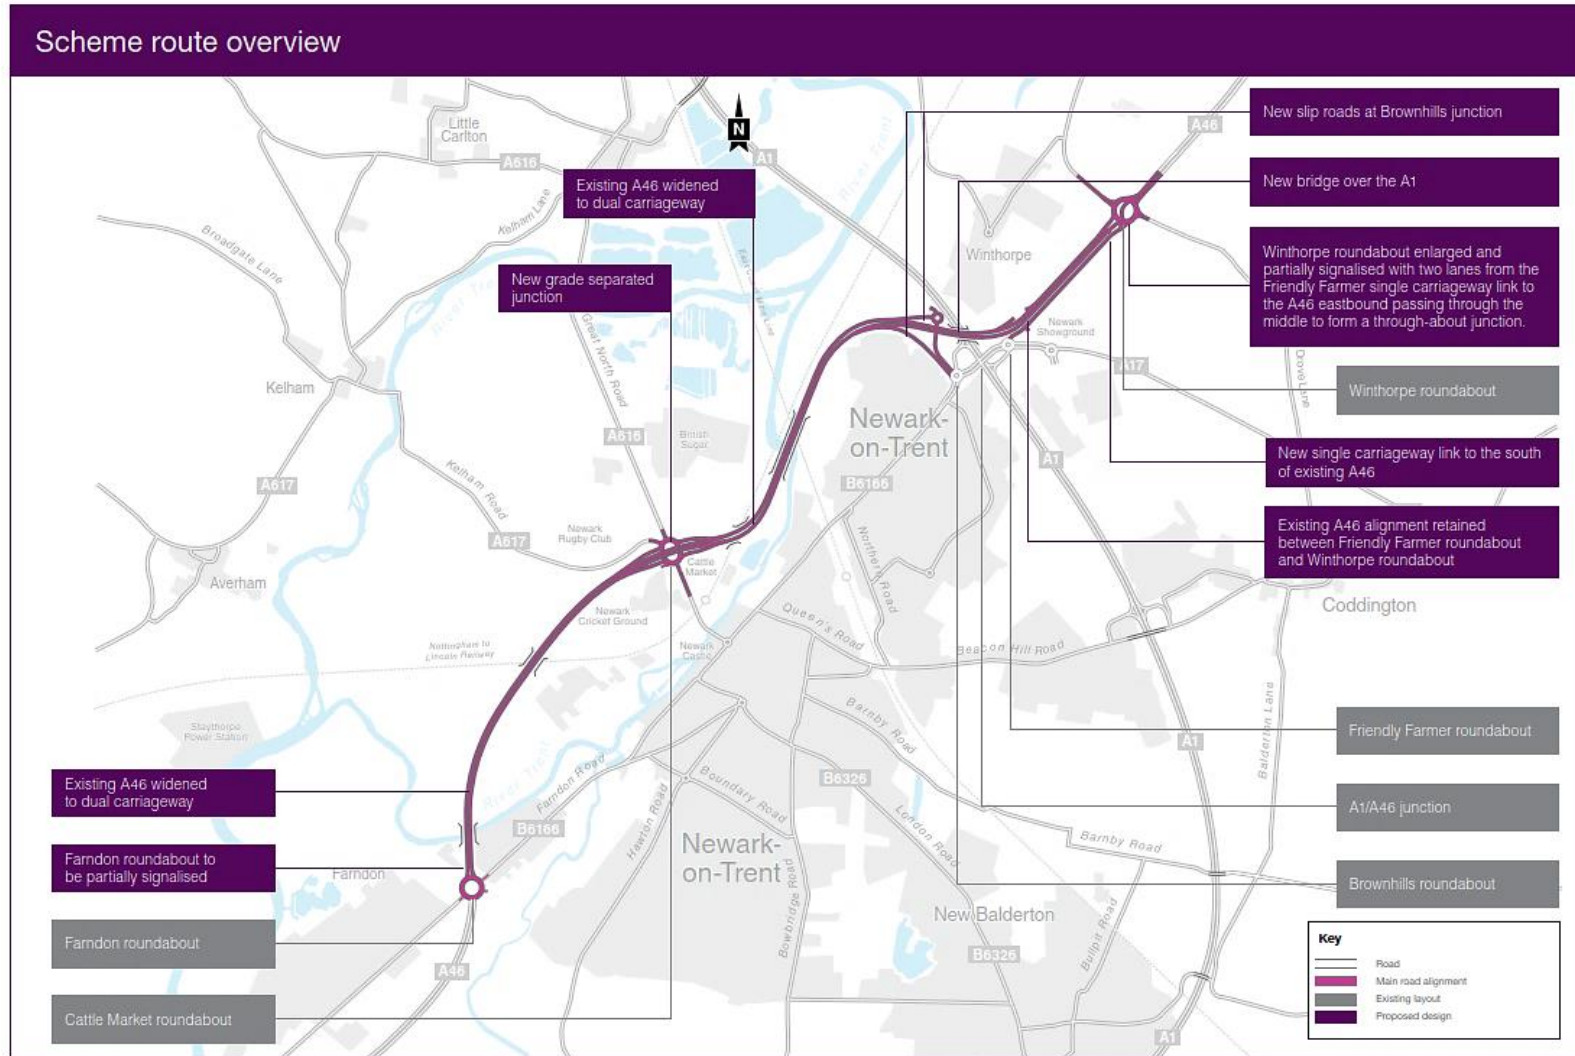 Scheme route overview
New slip roads at Brownhills junction
New bridge over the A1
Winthorpe roundabout enlarged and
partially signalised with two lanes from the
Friendly Farmer single carriageway link to
the A46 eastbound passing through the
middle to form a through-about junction.
Winthorpe roundabout
New single carriageway link to the south
of existing A46
Existing A46 alignment retained
between Friendly Farmer roundabout
and Winthorpe roundabout
Friendly Farmer roundabout
A1/A46 junction
Brownhills roundabout
Existing A46 widened
to dual carriageway
New grade separated
junction
Existing A46 widened
to dual carriageway
Farndon roundabout to
be partially signalised
Farndon roundabout
Cattle Market roundabout
N
Little
Carlton
A616
A1
A46
River Trent
Kelham Lane
Broadgate Lane
River
Winthorpe
Newark
Showground
A17
Drove Lane
Great North Road
Kelham
A616
British
Sugar
Newark-
on-Trent
A1
B6166
A617
Kelham Road
A617
Newark
Rugby Club
Cattle
Market
Northern Road
Averham
Newark
Cricket Ground
Queen's Road
Beacon Hill Road
Coddington
Nottingham to
Lincoln Railway
Newark
Castle
Staythorpe
Power Station
River Trent
Farndon Road
Barnby Road
Balderton Lane
A1
B6166
Hawton Road
Boundary Road
B6326
London Road
Barnby Road
Newark-
on-Trent
Farndon
Bowbridge Road
New Balderton
Bullpit Road
B6326
A46
A1
Key
Road
Main road alignment
Existing layout
Proposed design